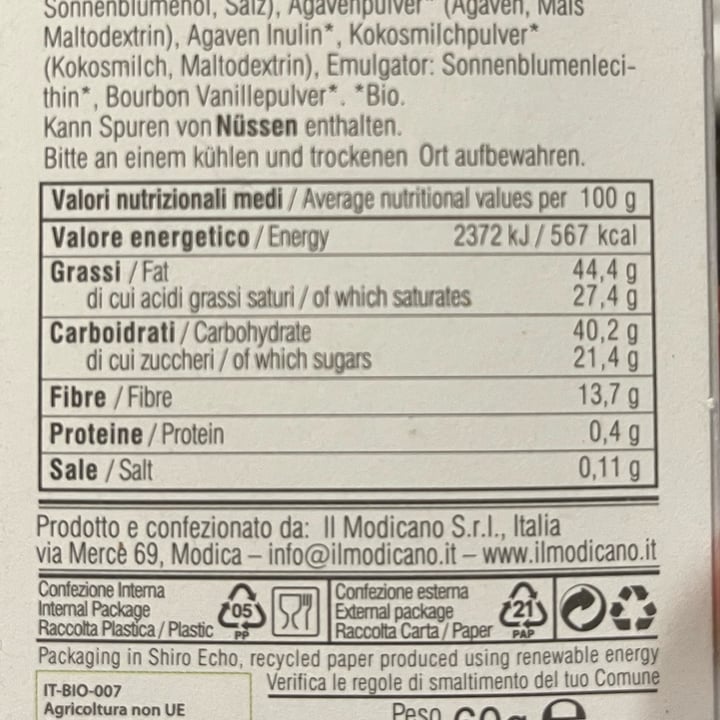 Sonnenblumenöl, Salz), Agavenpulver* (Agaven, Mais
Maltodextrin), Agaven Inulin*, Kokosmilchpulver*
(Kokosmilch, Maltodextrin), Emulgator: Sonnenblumenleci-
thin*, Bourbon Vanillepulver*. *Bio.
Kann Spuren von Nüssen enthalten.
Bitte an einem kühlen und trockenen Ort aufbewahren.
Valori nutrizionali medi / Average nutritional values per 100 g
Valore energetico / Energy 2372 kJ / 567 kcal
Grassi / Fat 44,4 g
di cui acidi grassi saturi / of which saturates 27,4 g
Carboidrati / Carbohydrate 40,2 g
di cui zuccheri / of which sugars 21,4 g
Fibre / Fibre 13,7 g
Proteine / Protein 0,4 g
Sale / Salt 0,11 g
Prodotto e confezionato da: Il Modicano S.r.l., Italia
via Mercè 69, Modica – info@ilmodicano.it – www.ilmodicano.it
Confezione Interna
Internal Package
Raccolta Plastica / Plastic
05
PP
Confezione esterna
External package
Raccolta Carta / Paper
21
PAP
Packaging in Shiro Echo, recycled paper produced using renewable energy
Verifica le regole di smaltimento del tuo Comune
IT-BIO-007
Agricoltura non UE
Peso 60g e